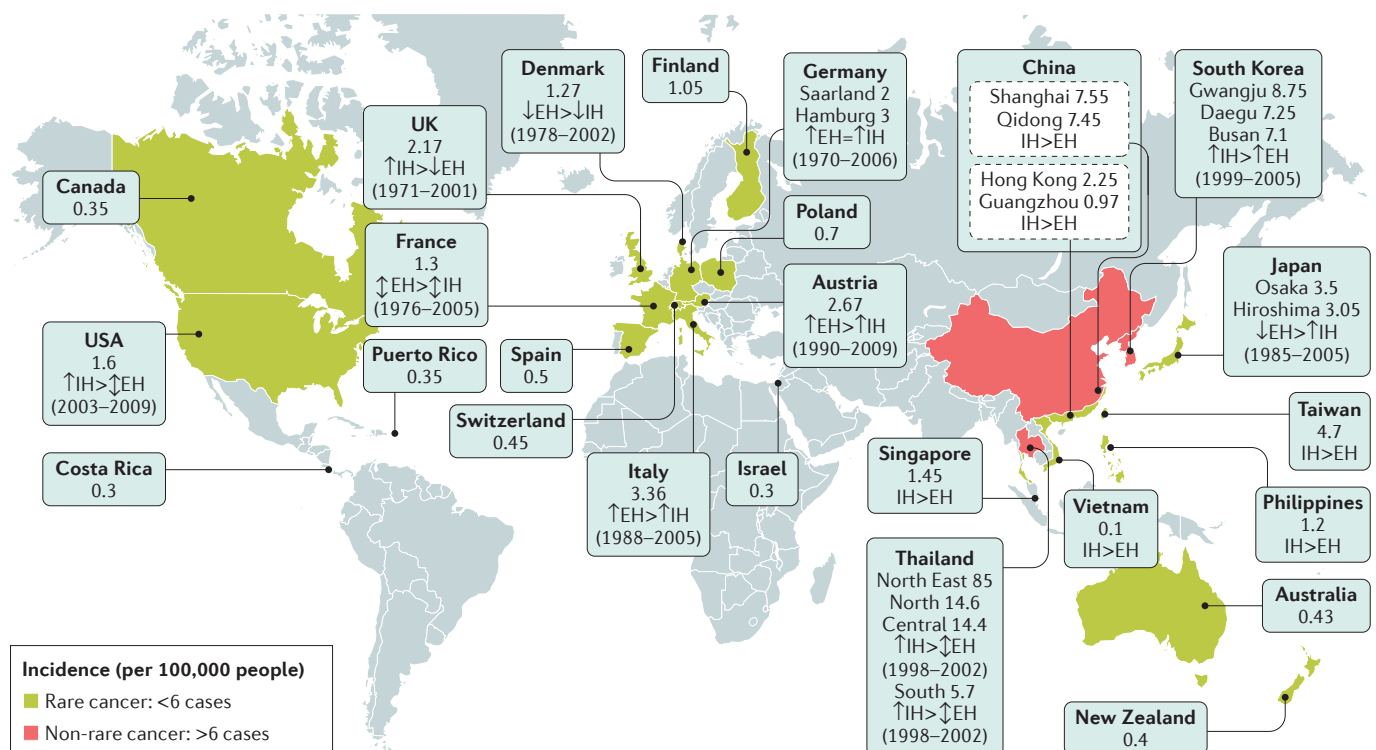 Denmark
1.27
↓EH>↓IH
(1978–2002)
Finland
1.05
Germany
Saarland 2
Hamburg 3
↑EH=↑IH
(1970–2006)
China
Shanghai 7.55
Qidong 7.45
IH>EH
Hong Kong 2.25
Guangzhou 0.97
IH>EH
South Korea
Gwangju 8.75
Daegu 7.25
Busan 7.1
↑IH>↑EH
(1999–2005)
UK
2.17
↑IH>↓EH
(1971–2001)
Canada
0.35
France
1.3
↕EH>↕IH
(1976–2005)
Poland
0.7
Austria
2.67
↑EH>↑IH
(1990–2009)
Japan
Osaka 3.5
Hiroshima 3.05
↓EH>↑IH
(1985–2005)
USA
1.6
↑IH>↕EH
(2003–2009)
Puerto Rico
0.35
Spain
0.5
Switzerland
0.45
Taiwan
4.7
IH>EH
Costa Rica
0.3
Italy
3.36
↑EH>↑IH
(1988–2005)
Israel
0.3
Singapore
1.45
IH>EH
Vietnam
0.1
IH>EH
Philippines
1.2
IH>EH
Thailand
North East 85
North 14.6
Central 14.4
↑IH>↕EH
(1998–2002)
South 5.7
↑IH>↕EH
(1998–2002)
Australia
0.43
New Zealand
0.4
Incidence (per 100,000 people)
Rare cancer: <6 cases
Non-rare cancer: >6 cases